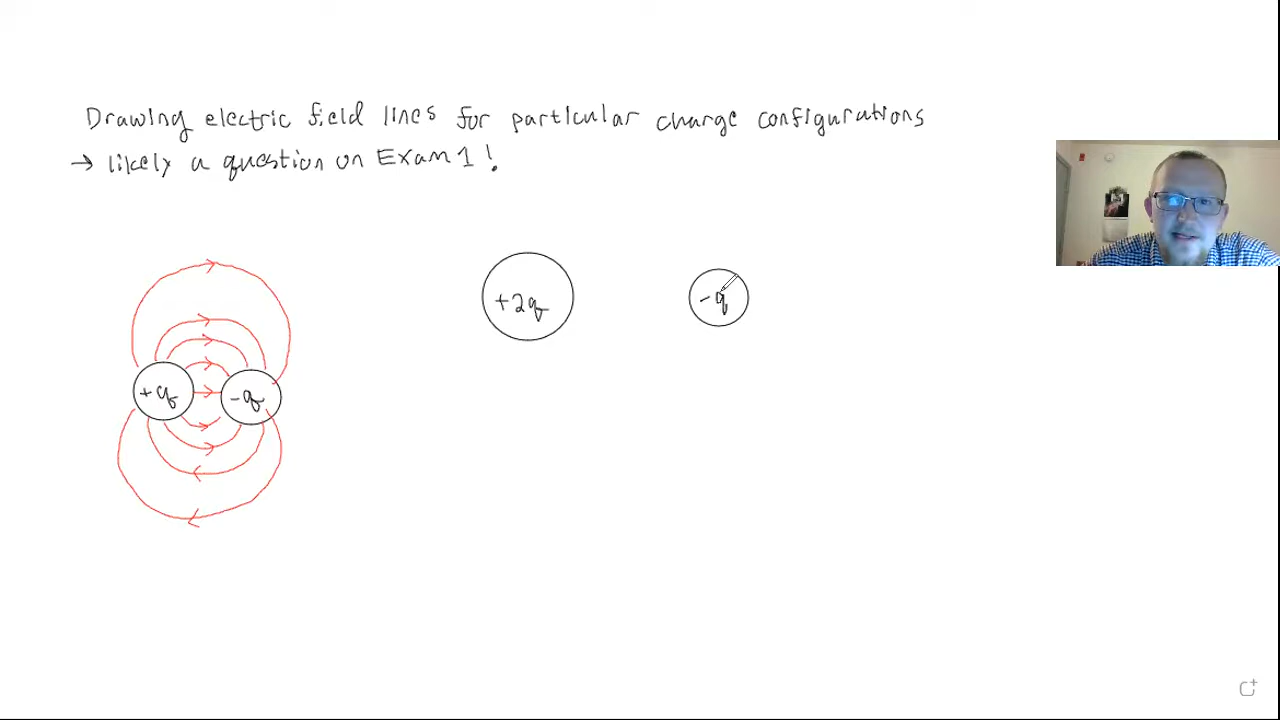 Drawing electric field lines for particular charge configurations
→ likely a question on Exam 1!
+2q -q
+q -q